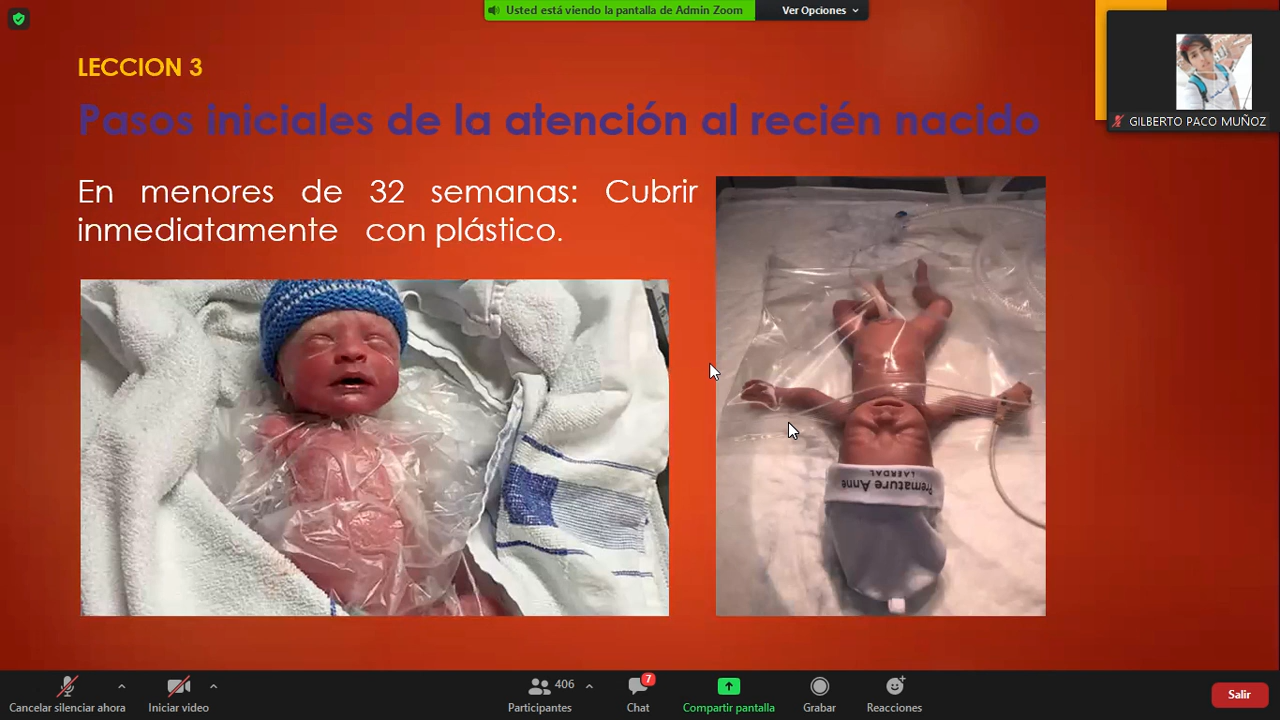 Usted está viendo la pantalla de Admin Zoom
Ver Opciones
LECCION 3
Pasos iniciales de la atención al recién nacido
GILBERTO PACO MUÑOZ
En menores de 32 semanas: Cubrir
inmediatamente con plástico.
Premature Anne
LAERDAL
Cancelar silenciar ahora
Iniciar video
406
Participantes
7
Chat
Compartir pantalla
Grabar
Reacciones
Salir